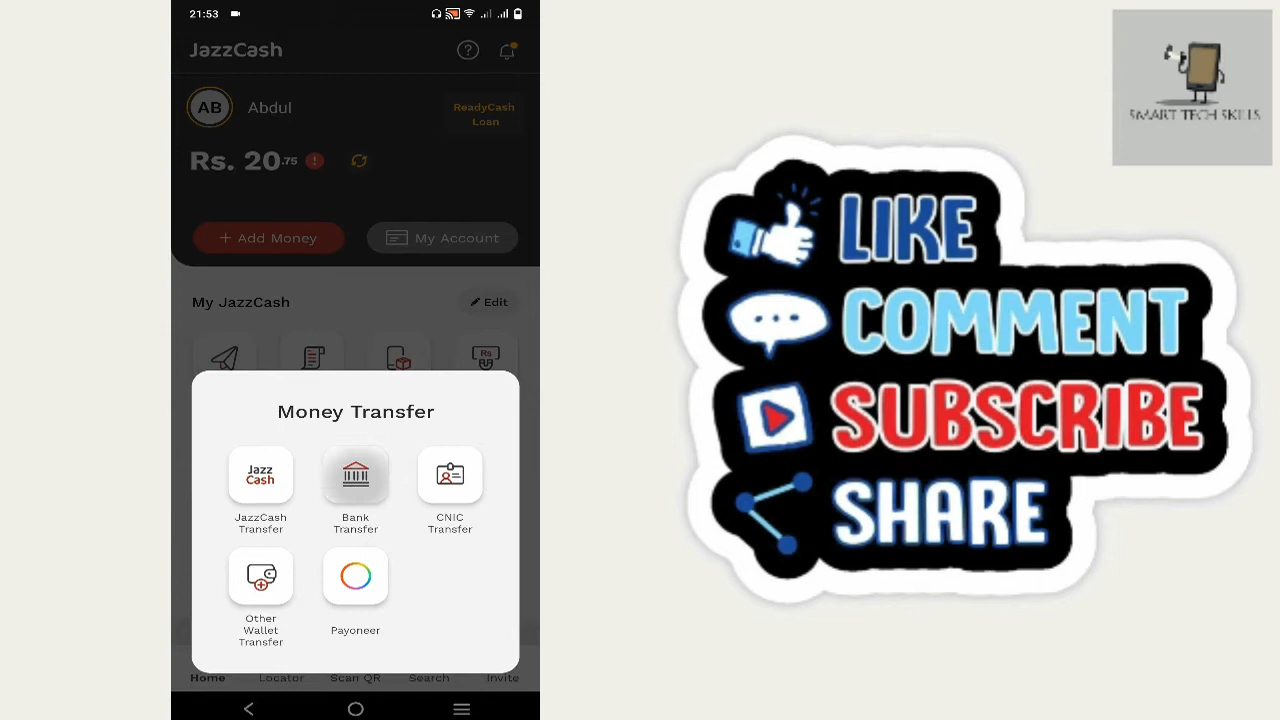 21:53
JazzCash
AB
Abdul
ReadyCash
Loan
Rs. 20.75
!
+ Add Money
My Account
My JazzCash
Edit
Rs
Money Transfer
Jazz
Cash
JazzCash
Transfer
Bank
Transfer
CNIC
Transfer
Other
Wallet
Transfer
Payoneer
Home
Locator
Scan QR
Search
Invite
SMART TECH SKILLS
LIKE
COMMENT
SUBSCRIBE
SHARE